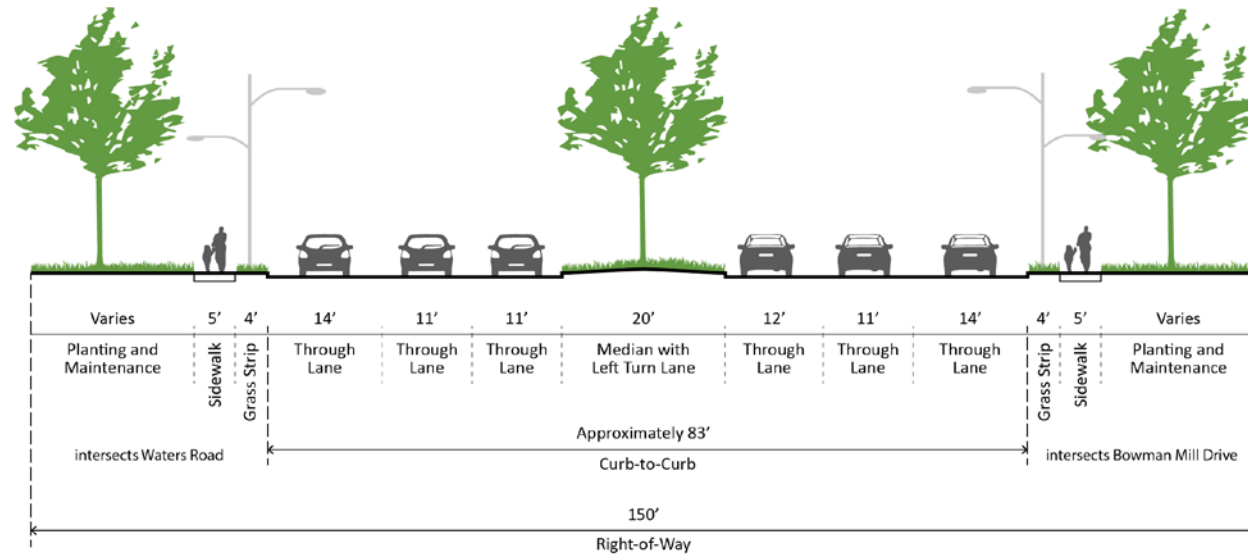 Varies
5’
4’
14’
11’
11’
20’
12’
11’
14’
4’
5’
Varies
Planting and
Maintenance
Sidewalk
Grass Strip
Through
Lane
Through
Lane
Through
Lane
Median with
Left Turn Lane
Through
Lane
Through
Lane
Through
Lane
Grass Strip
Sidewalk
Planting and
Maintenance
Approximately 83’
Curb-to-Curb
intersects Waters Road
intersects Bowman Mill Drive
150’
Right-of-Way